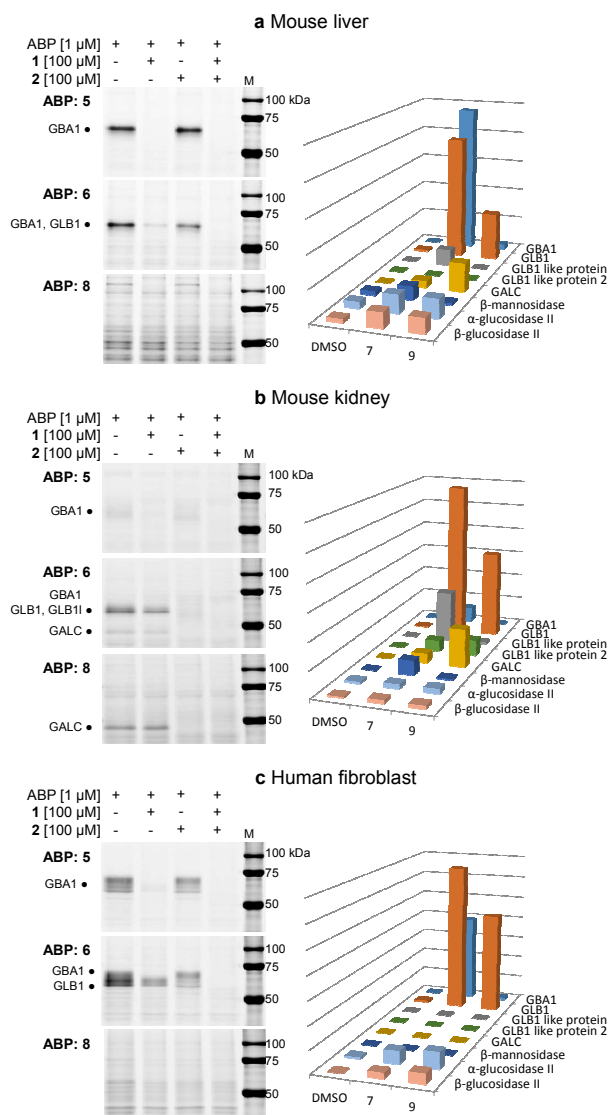 a Mouse liver
ABP [1 μM] + + + +
1 [100 μM] - + - +
2 [100 μM] - - + + M
ABP: 5
GBA1 •
100 kDa
75
50
ABP: 6
GBA1, GLB1 •
100
75
50
ABP: 8
100
75
50
GBA1
GLB1
GLB1 like protein
GLB1 like protein 2
GALC
β-mannosidase
α-glucosidase II
β-glucosidase II
DMSO 7 9
b Mouse kidney
ABP [1 μM] + + + +
1 [100 μM] - + - +
2 [100 μM] - - + + M
ABP: 5
GBA1 •
100 kDa
75
50
ABP: 6
GBA1
GLB1, GLB1l •
GALC •
100
75
50
ABP: 8
GALC •
100
75
50
GBA1
GLB1
GLB1 like protein
GLB1 like protein 2
GALC
β-mannosidase
α-glucosidase II
β-glucosidase II
DMSO 7 9
c Human fibroblast
ABP [1 μM] + + + +
1 [100 μM] - + - +
2 [100 μM] - - + + M
ABP: 5
GBA1 •
100 kDa
75
50
ABP: 6
GBA1 •
GLB1 •
100
75
50
ABP: 8
100
75
50
GBA1
GLB1
GLB1 like protein
GLB1 like protein 2
GALC
β-mannosidase
α-glucosidase II
β-glucosidase II
DMSO 7 9